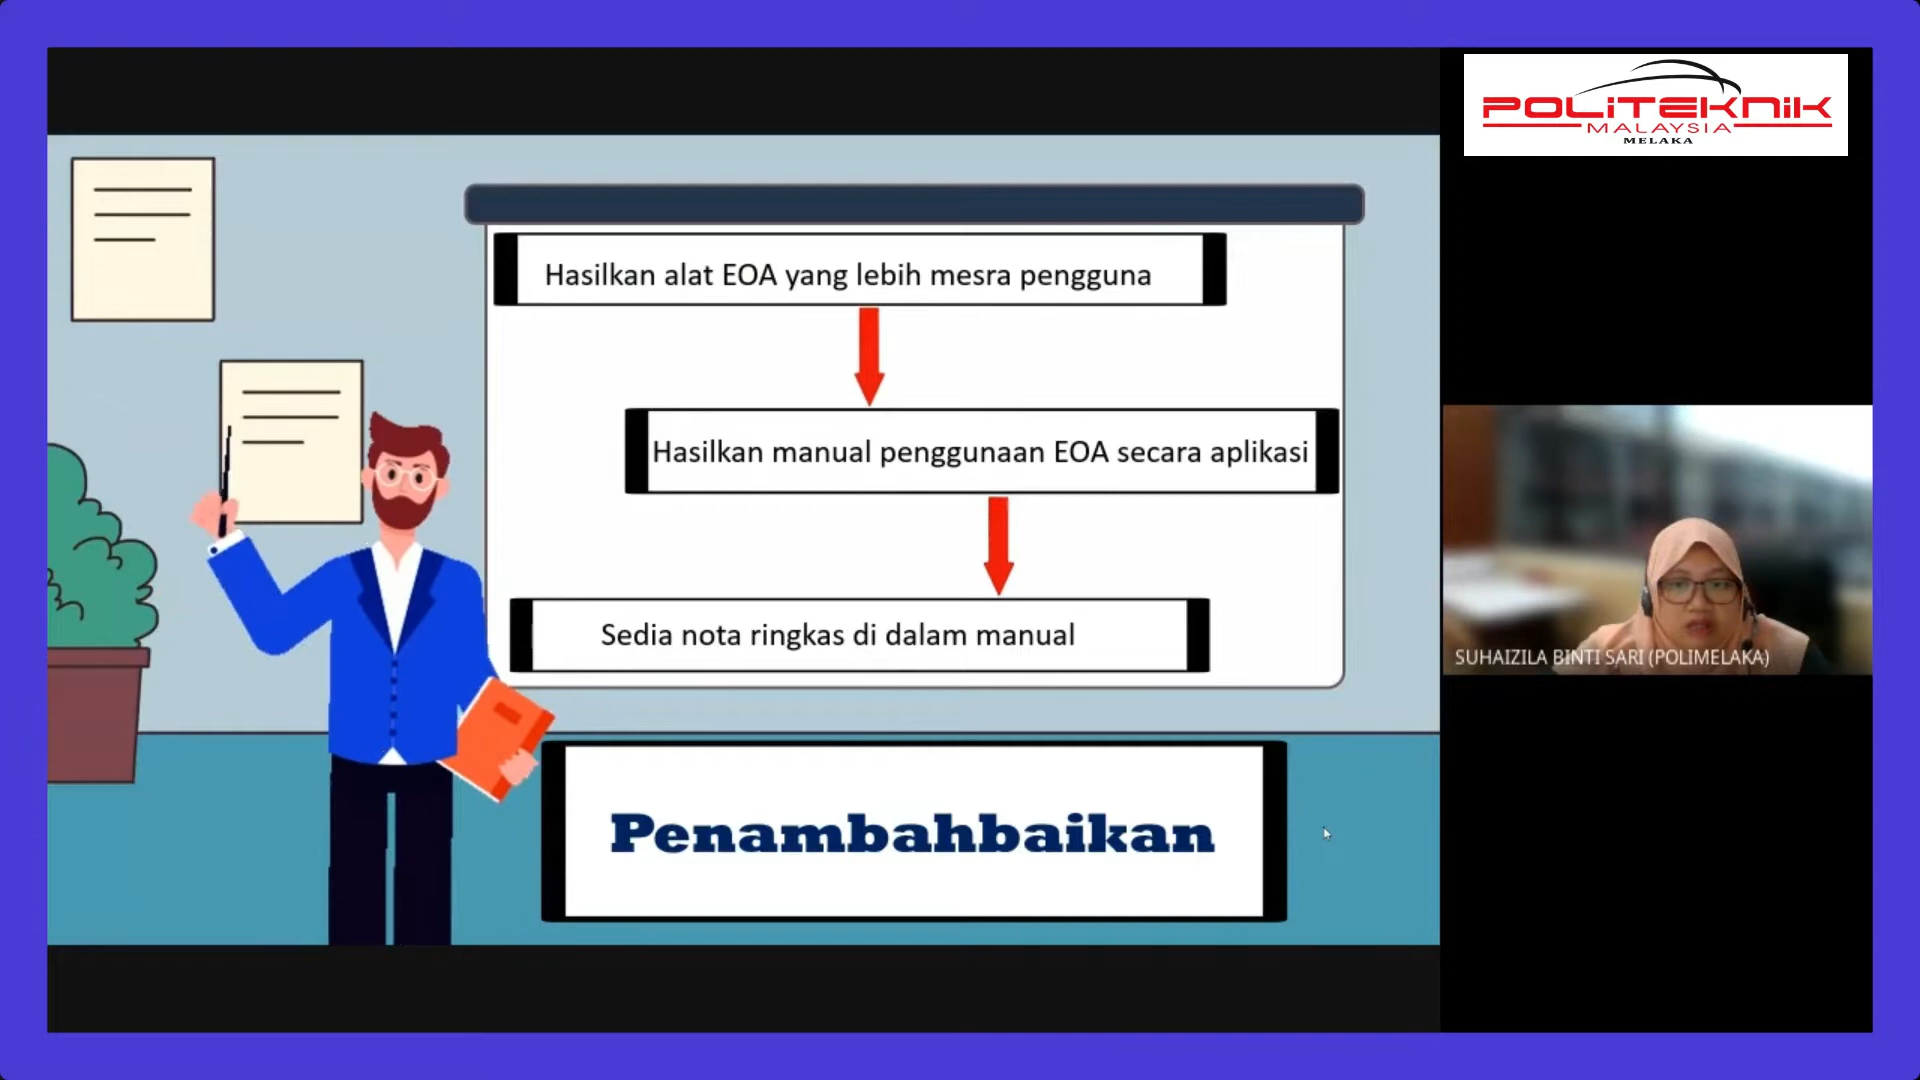 POLITEKNIK
MALAYSIA
MELAKA
Hasilkan alat EOA yang lebih mesra pengguna
Hasilkan manual penggunaan EOA secara aplikasi
Sedia nota ringkas di dalam manual
Penambahbaikan
SUHAIZILA BINTI SARI (POLIMELAKA)